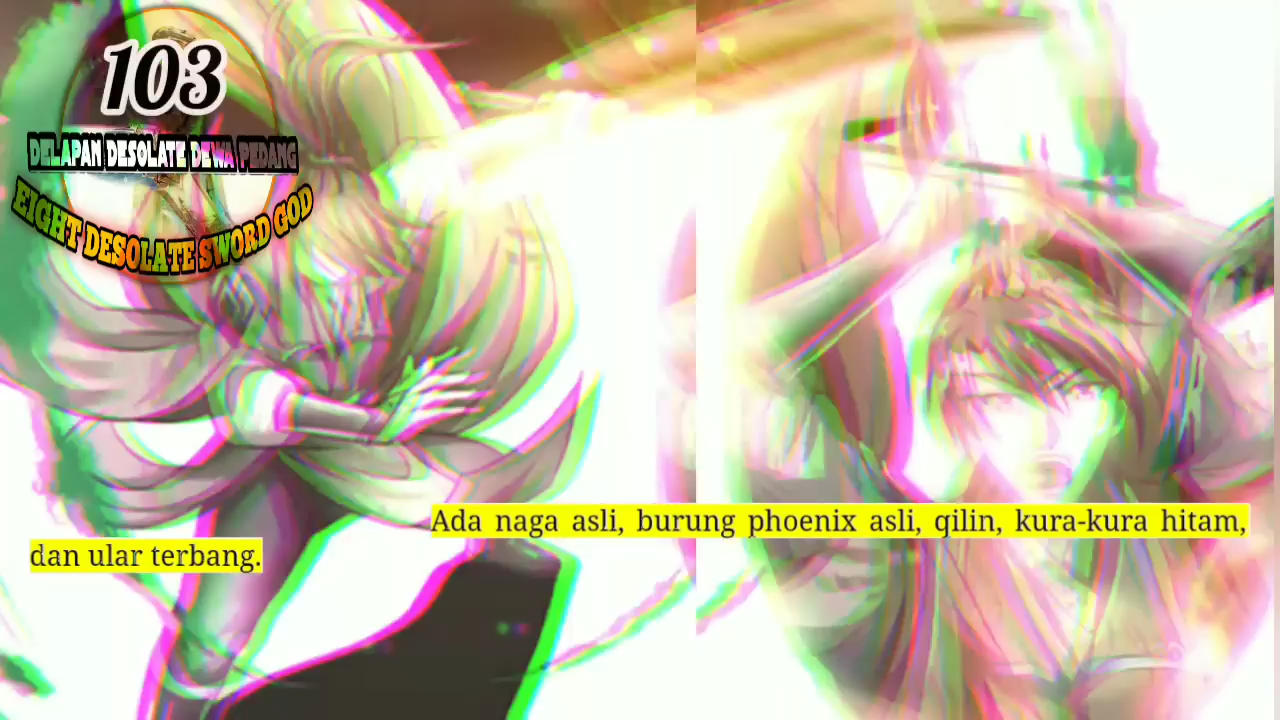 103
DELAPAN DESOLATE DEWA PEDANG
EIGHT DESOLATE SWORD GOD
Ada naga asli, burung phoenix asli, qilin, kura-kura hitam,
dan ular terbang.